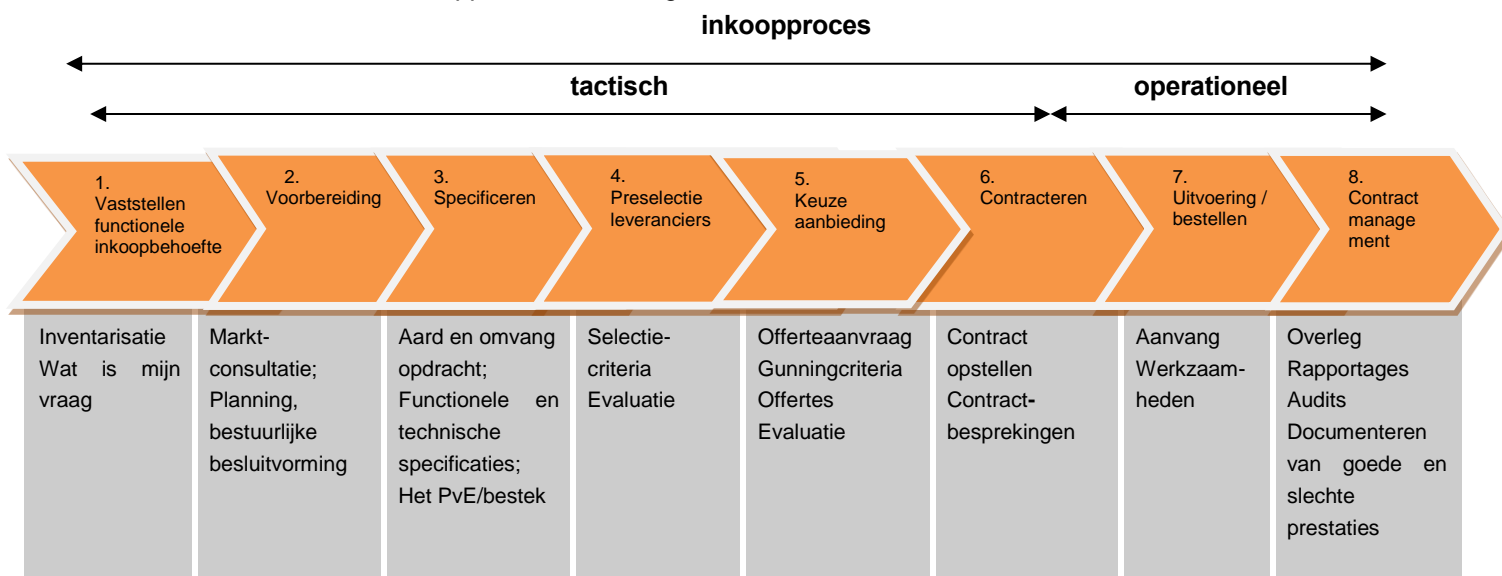 inkoopproces
tactisch
operationeel
1.
Vaststellen
functionele
inkoopbehoefte
2.
Voorbereiding
3.
Specificeren
4.
Preselectie
leveranciers
5.
Keuze
aanbieding
6.
Contracteren
7.
Uitvoering /
bestellen
8.
Contract
manage
ment
Inventarisatie
Wat is mijn
vraag
Markt-
consultatie;
Planning,
bestuurlijke
besluitvorming
Aard en omvang
opdracht;
Functionele en
technische
specificaties;
Het PvE/bestek
Selectie-
criteria
Evaluatie
Offerteaanvraag
Gunningcriteria
Offertes
Evaluatie
Contract
opstellen
Contract-
besprekingen
Aanvang
Werkzaam-
heden
Overleg
Rapportages
Audits
Documenteren
van goede en
slechte
prestaties